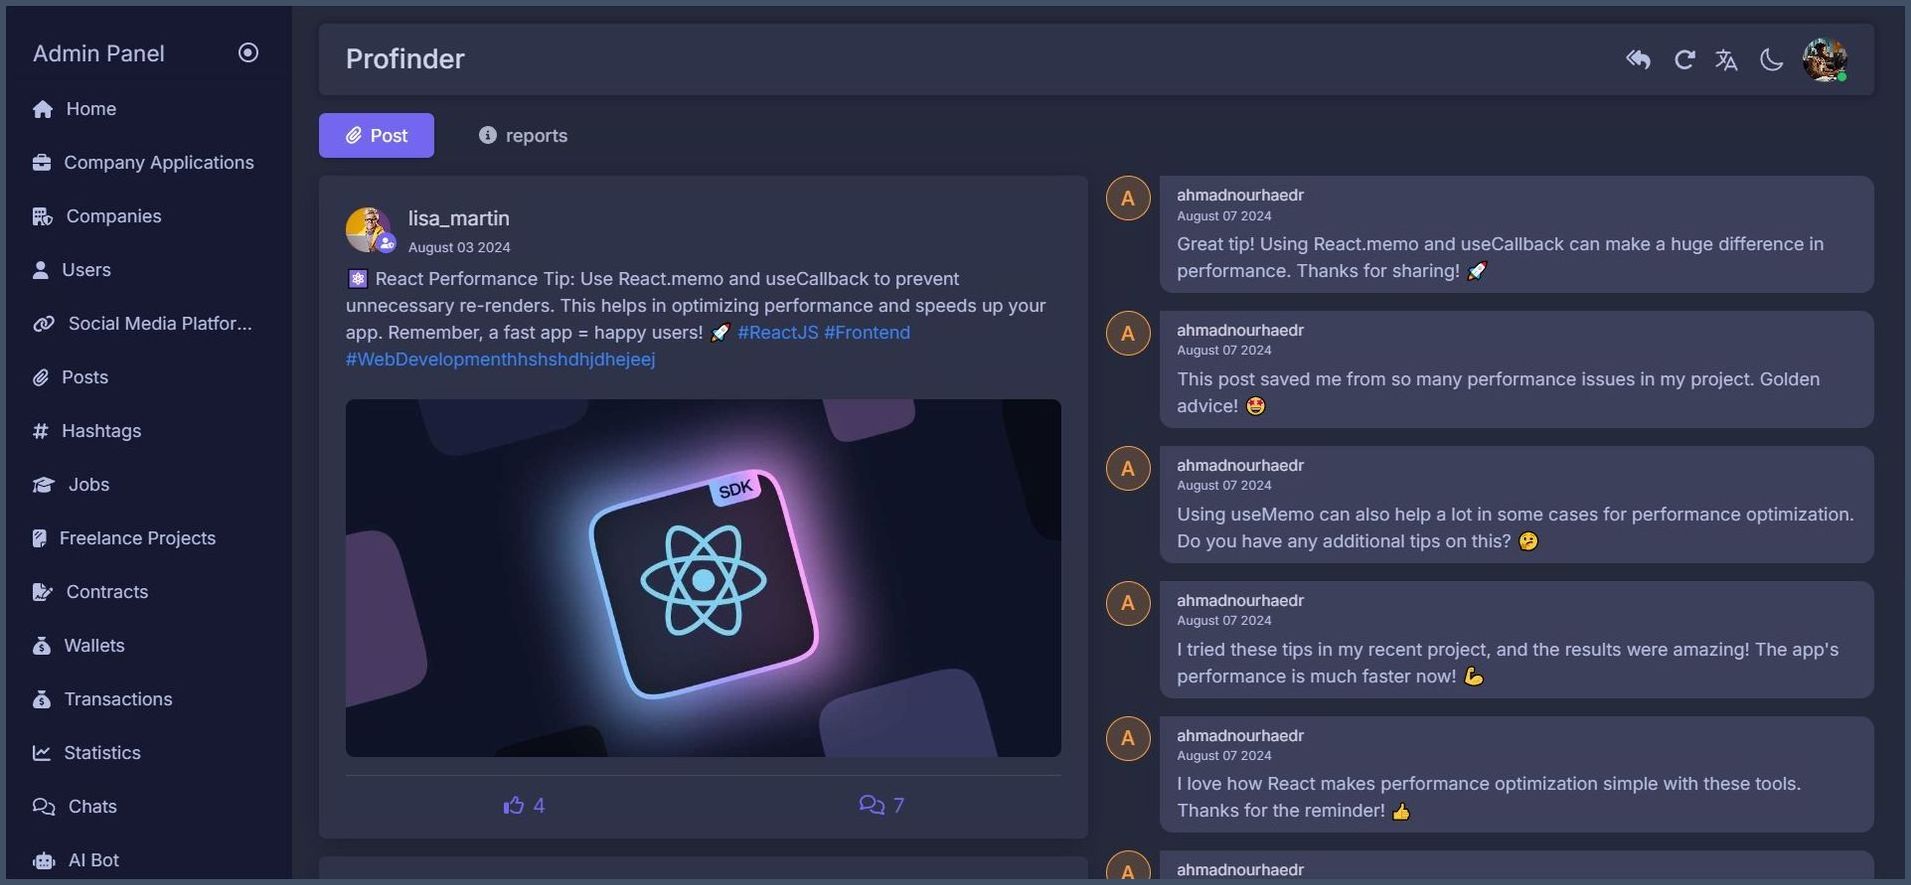 Admin Panel
Home
Company Applications
Companies
Users
Social Media Platfor...
Posts
# Hashtags
Jobs
Freelance Projects
Contracts
Wallets
Transactions
Statistics
Chats
AI Bot
Profinder
Post
reports
lisa_martin
August 03 2024
⚛️ React Performance Tip: Use React.memo and useCallback to prevent
unnecessary re-renders. This helps in optimizing performance and speeds up your
app. Remember, a fast app = happy users! 🚀 #ReactJS #Frontend
#WebDevelopmenthhshshdhjdhejeej
SDK
4
7
A
ahmadnourhaedr
August 07 2024
Great tip! Using React.memo and useCallback can make a huge difference in
performance. Thanks for sharing! 🚀
A
ahmadnourhaedr
August 07 2024
This post saved me from so many performance issues in my project. Golden
advice! 🤩
A
ahmadnourhaedr
August 07 2024
Using useMemo can also help a lot in some cases for performance optimization.
Do you have any additional tips on this? 🤔
A
ahmadnourhaedr
August 07 2024
I tried these tips in my recent project, and the results were amazing! The app's
performance is much faster now! 💪
A
ahmadnourhaedr
August 07 2024
I love how React makes performance optimization simple with these tools.
Thanks for the reminder! 👍
A
ahmadnourhaedr